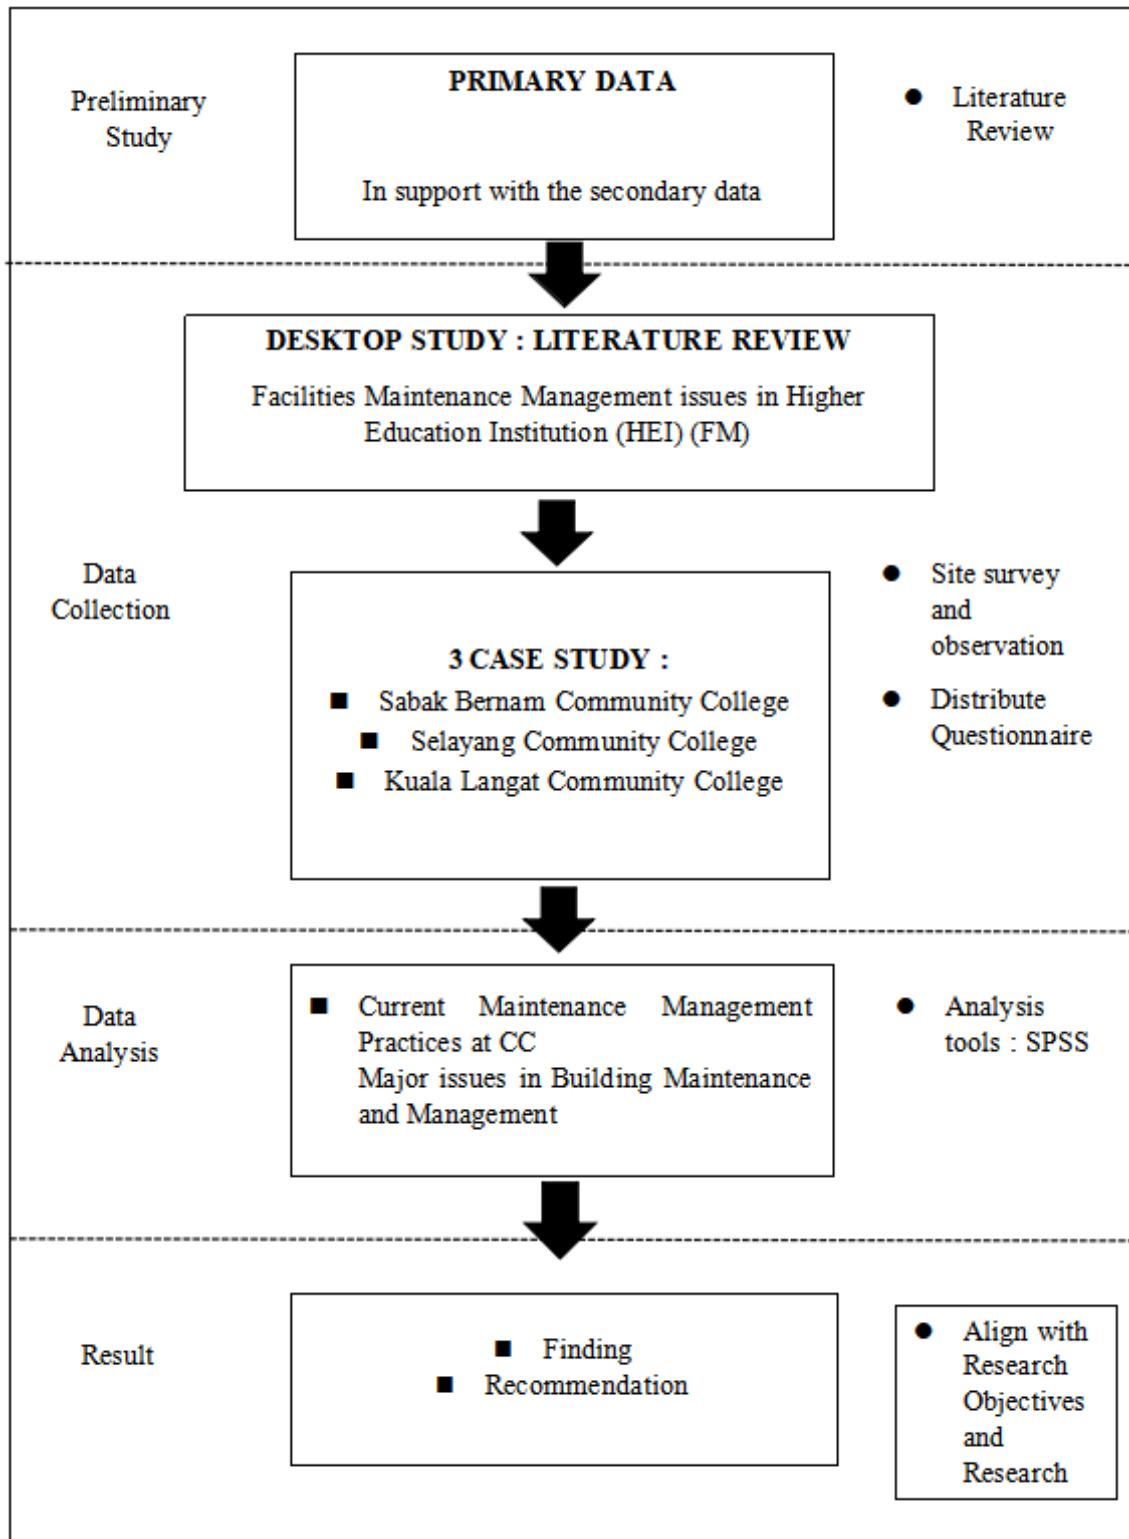 Preliminary
Study
PRIMARY DATA
In support with the secondary data
● Literature
Review
DESKTOP STUDY : LITERATURE REVIEW
Facilities Maintenance Management issues in Higher
Education Institution (HEI) (FM)
Data
Collection
3 CASE STUDY :
■ Sabak Bernam Community College
■ Selayang Community College
■ Kuala Langat Community College
● Site survey
and
observation
● Distribute
Questionnaire
Data
Analysis
■ Current Maintenance Management
Practices at CC
Major issues in Building Maintenance
and Management
● Analysis
tools : SPSS
Result
■ Finding
■ Recommendation
● Align with
Research
Objectives
and
Research